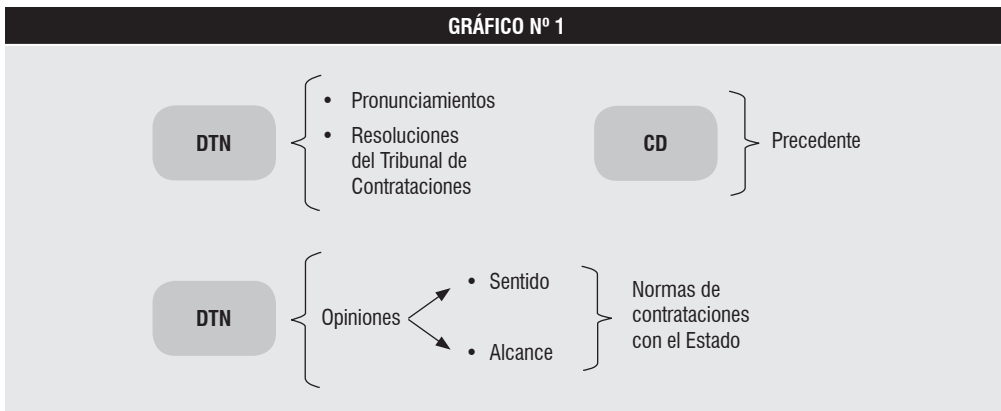 GRÁFICO Nº 1
DTN
• Pronunciamientos
• Resoluciones
del Tribunal de
Contrataciones
CD
Precedente
DTN
Opiniones
• Sentido
• Alcance
Normas de
contrataciones
con el Estado